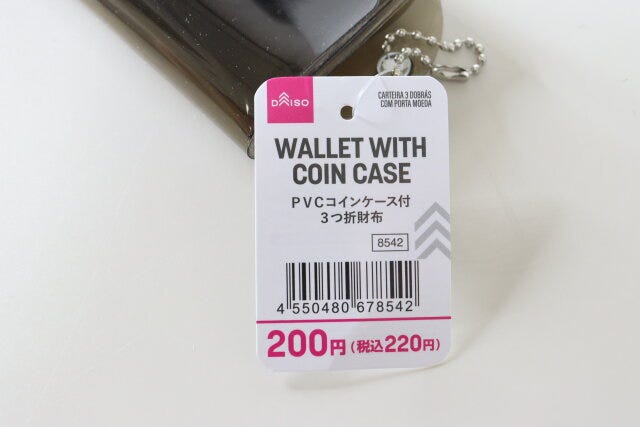 DAISO
CARTEIRA 3 DOBRAS
COM PORTA MOEDA
WALLET WITH
COIN CASE
PVCコインケース付
3つ折財布
8542
4 550480 678542
200円(税込220円)